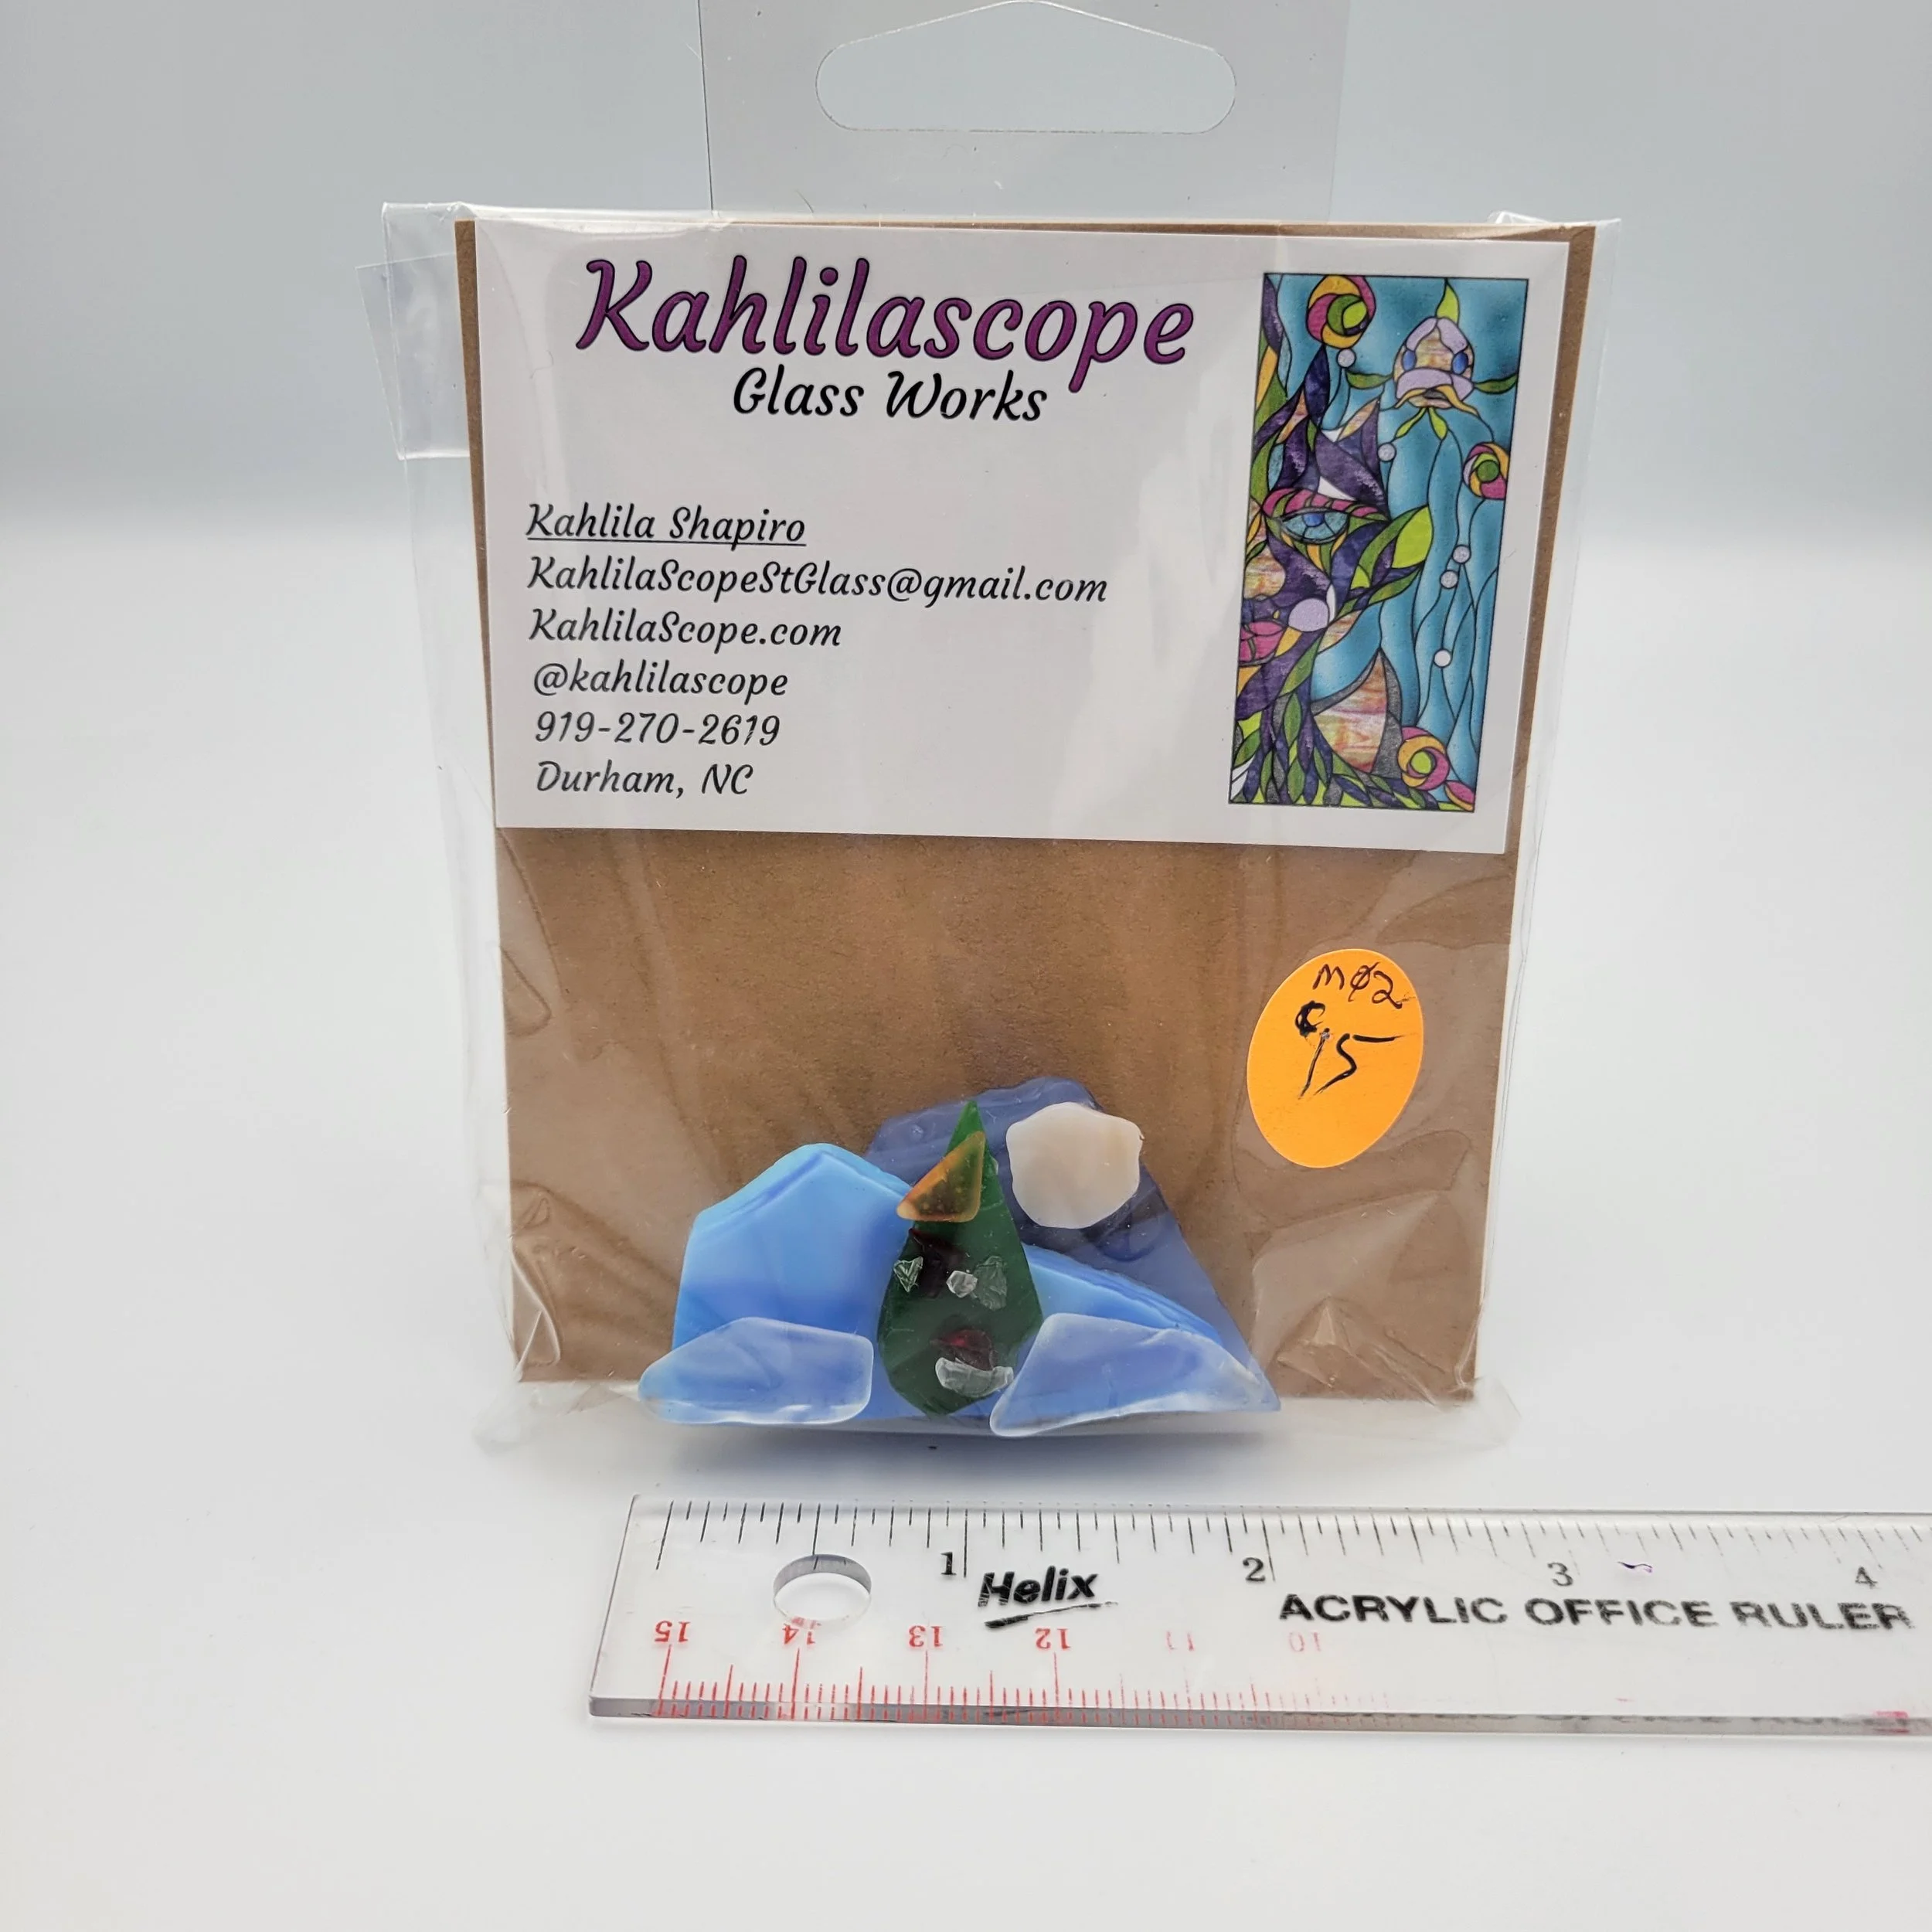 Kahlilascope
Glass Works
Kahlila Shapiro
KahlilaScopeStGlass@gmail.com
KahlilaScope.com
@kahlilascope
919-270-2619
Durham, NC
MØ2
15
1 2 3 4
Helix
ACRYLIC OFFICE RULER
15 14 13 12 11 10